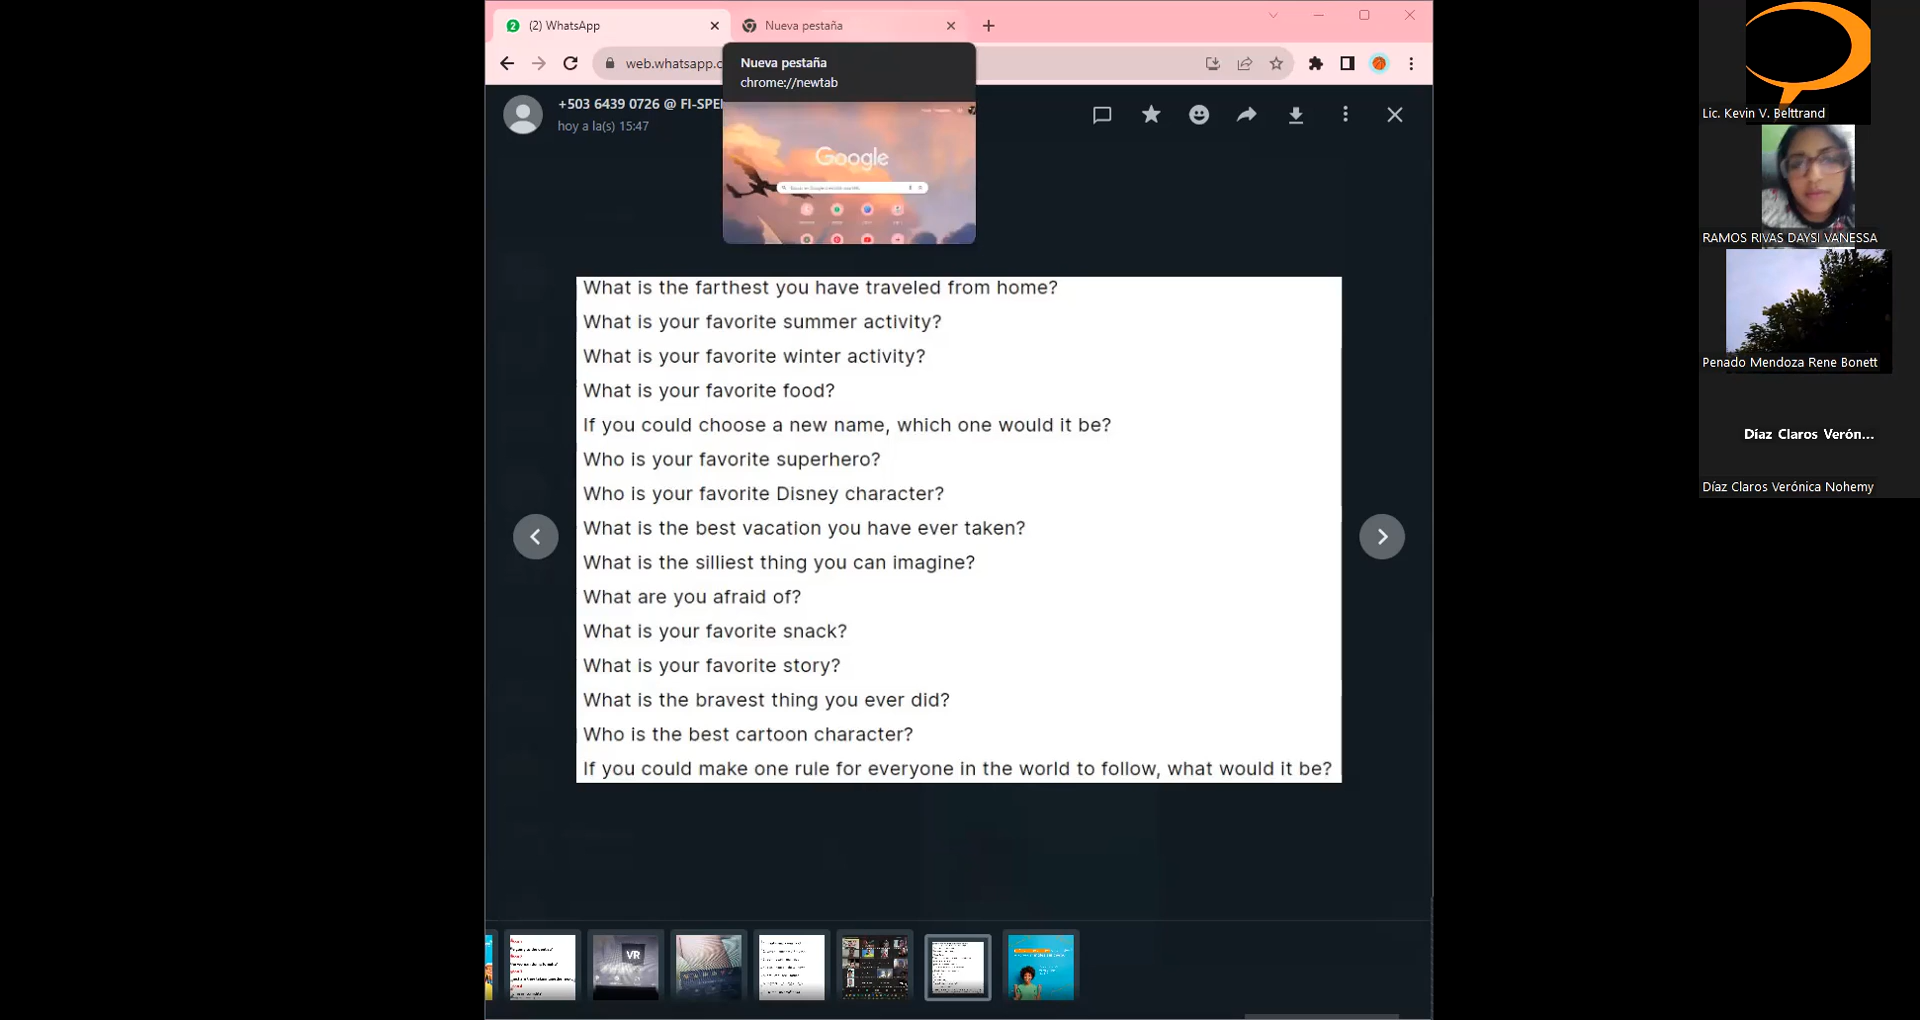 (2) WhatsApp
Nueva pestaña
web.whatsapp.c
Nueva pestaña
chrome://newtab
+503 6439 0726 @ FI-SPE
hoy a la(s) 15:47
Google
What is the farthest you have traveled from home?
What is your favorite summer activity?
What is your favorite winter activity?
What is your favorite food?
If you could choose a new name, which one would it be?
Who is your favorite superhero?
Who is your favorite Disney character?
What is the best vacation you have ever taken?
What is the silliest thing you can imagine?
What are you afraid of?
What is your favorite snack?
What is your favorite story?
What is the bravest thing you ever did?
Who is the best cartoon character?
If you could make one rule for everyone in the world to follow, what would it be?
VR
Lic. Kevin V. Belttrand
RAMOS RIVAS DAYSI VANESSA
Penado Mendoza Rene Bonett
Díaz Claros Verón...
Díaz Claros Verónica Nohemy